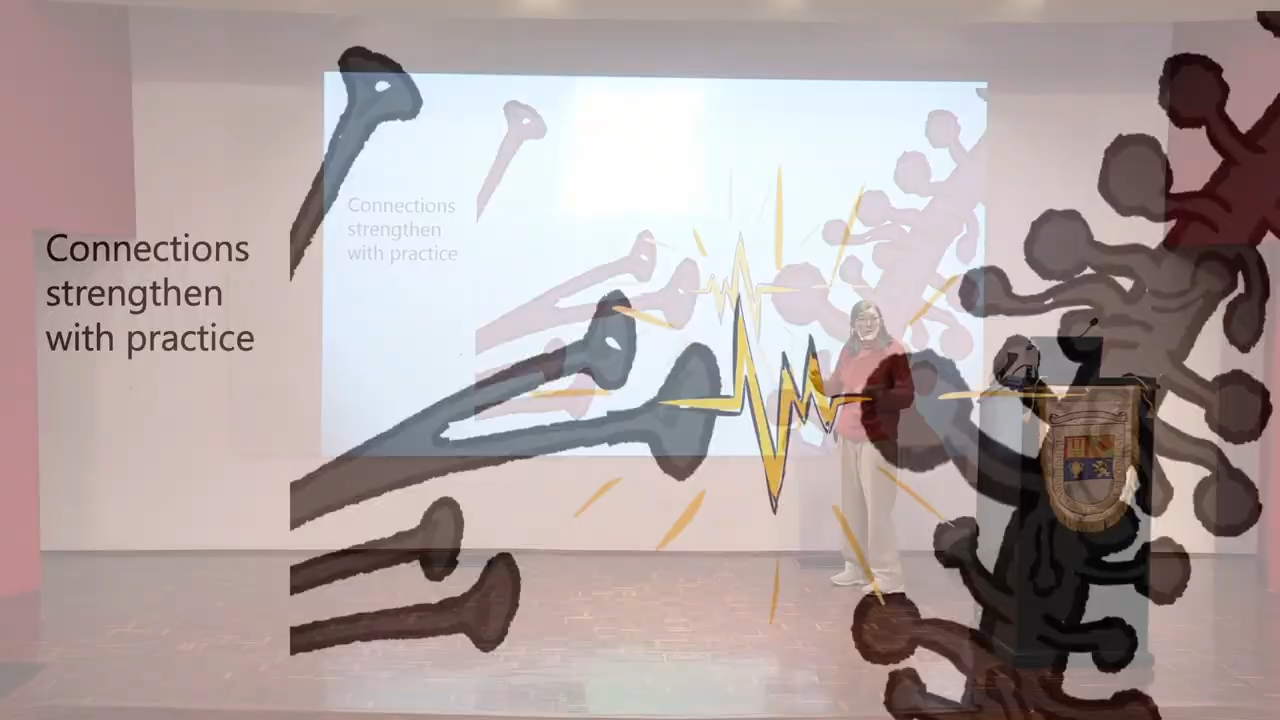 Connections
strengthen
with practice
Connections
strengthen
with practice